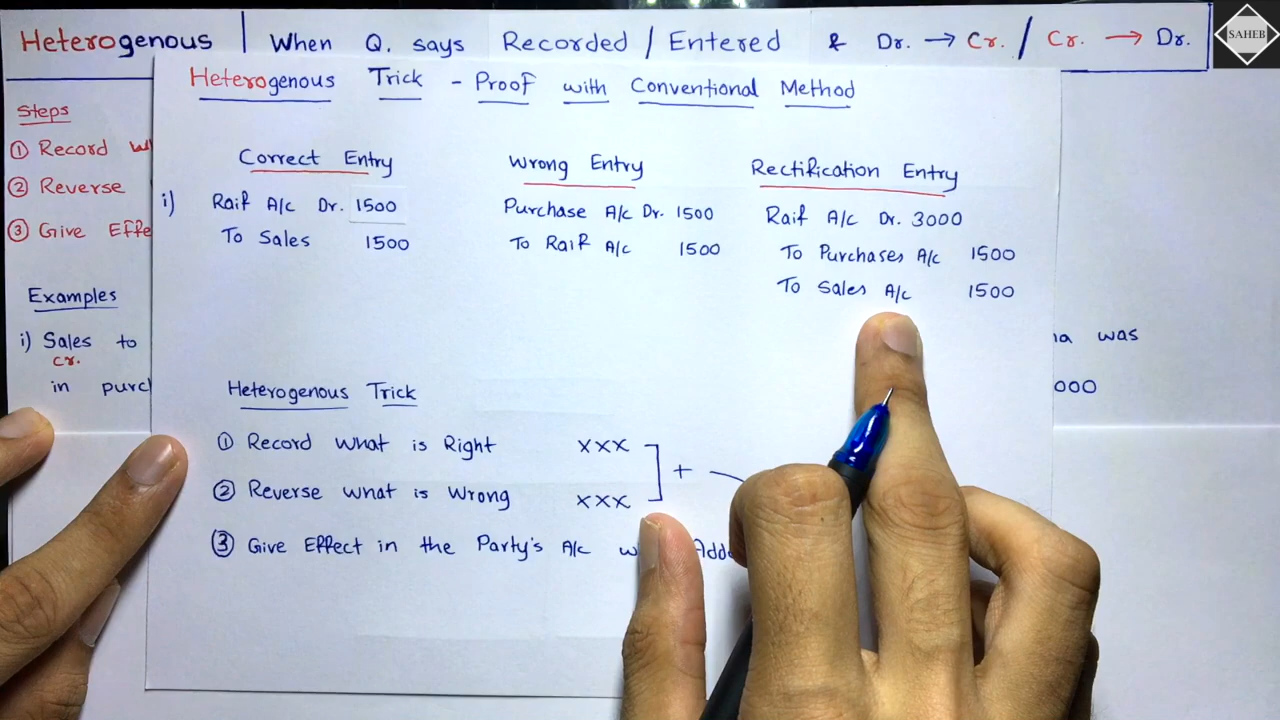 Heterogenous | When Q. says Recorded / Entered & Dr. → Cr. / Cr. → Dr.
SAHEB
Heterogenous Trick - Proof with Conventional Method
Steps
① Record
② Reverse
③ Give Effe
Examples
i) Sales to
cr.
in purc
Correct Entry
i) Raif A/c Dr. 1500
To Sales 1500
Wrong Entry
Purchase A/c Dr. 1500
To Raif A/c 1500
Rectification Entry
Raif A/c Dr. 3000
To Purchases A/c 1500
To Sales A/c 1500
was
000
Heterogenous Trick
① Record What is Right xxx
② Reverse what is Wrong xxx
+
③ Give Effect in the Party's A/c w Adde